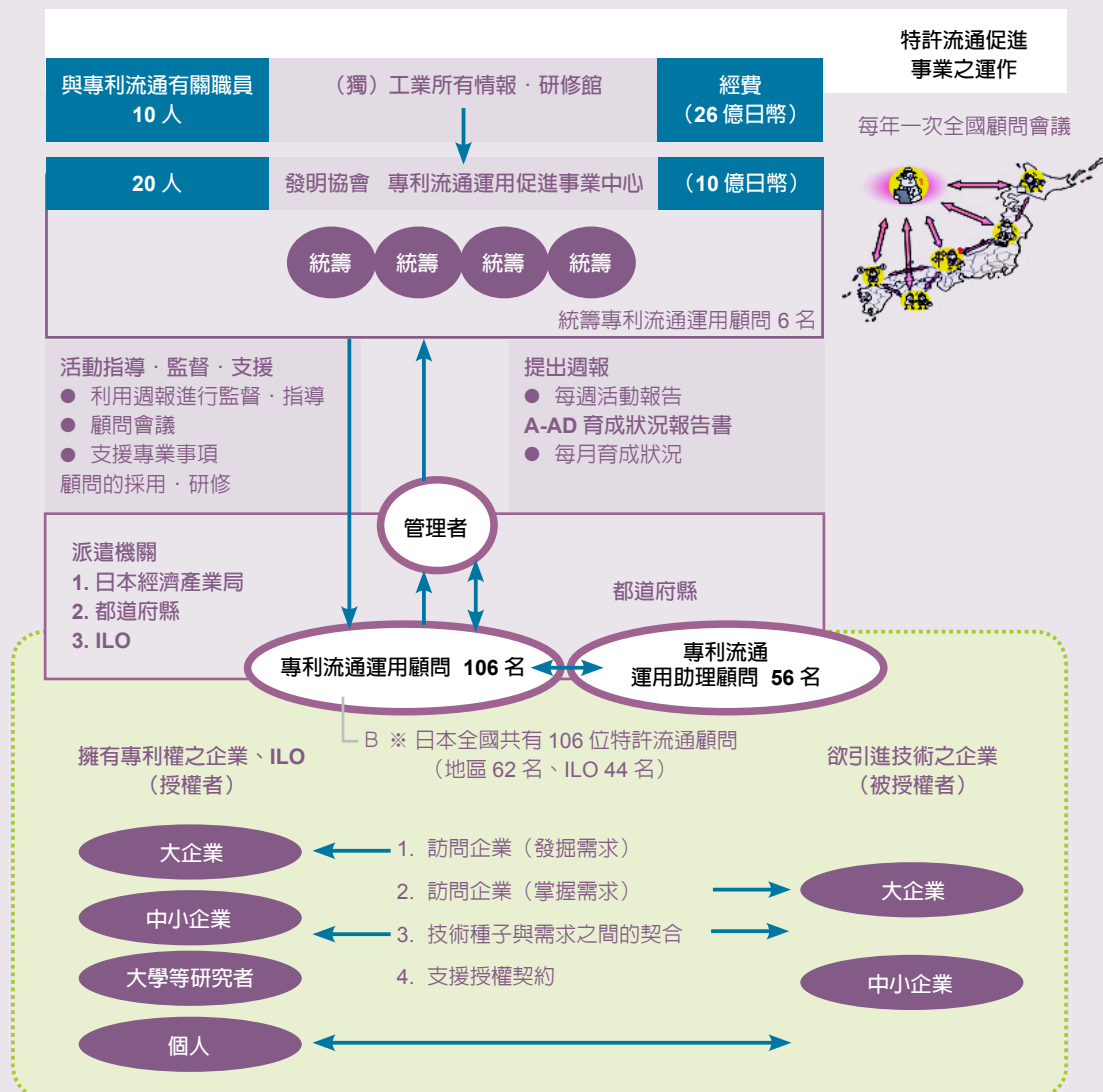 特許流通促進
事業之運作
與專利流通有關職員
10 人
（獨）工業所有情報．研修館
經費
（26 億日幣）
每年一次全國顧問會議
20 人
發明協會 專利流通運用促進事業中心
（10 億日幣）
統籌
統籌
統籌
統籌
統籌專利流通運用顧問 6 名
活動指導．監督．支援
● 利用週報進行監督．指導
● 顧問會議
● 支援專業事項
顧問的採用．研修
提出週報
● 每週活動報告
A-AD 育成狀況報告書
● 每月育成狀況
管理者
派遣機關
1. 日本經濟產業局
2. 都道府縣
3. ILO
都道府縣
專利流通運用顧問 106 名
專利流通
運用助理顧問 56 名
B ※ 日本全國共有 106 位特許流通顧問
（地區 62 名、ILO 44 名）
擁有專利權之企業、ILO
（授權者）
欲引進技術之企業
（被授權者）
大企業
中小企業
大學等研究者
個人
1. 訪問企業（發掘需求）
2. 訪問企業（掌握需求）
3. 技術種子與需求之間的契合
4. 支援授權契約
大企業
中小企業